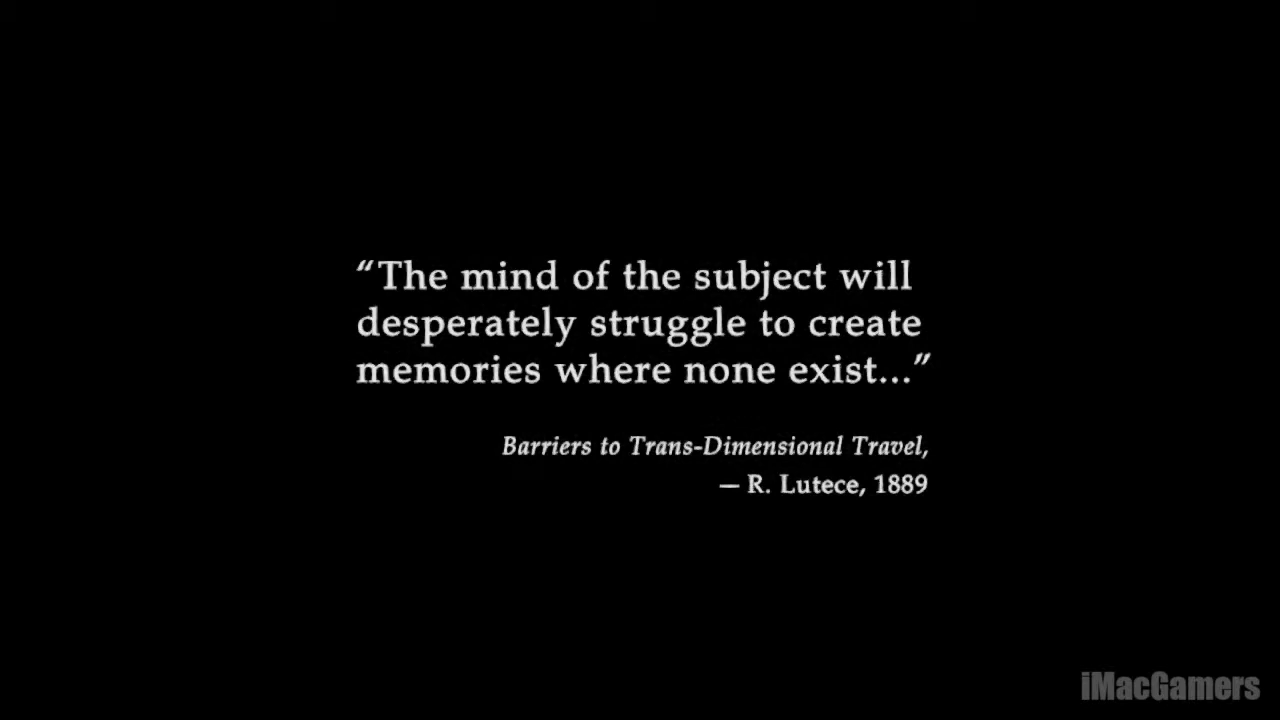 “The mind of the subject will
desperately struggle to create
memories where none exist...”
Barriers to Trans-Dimensional Travel,
— R. Lutece, 1889
iMacGamers